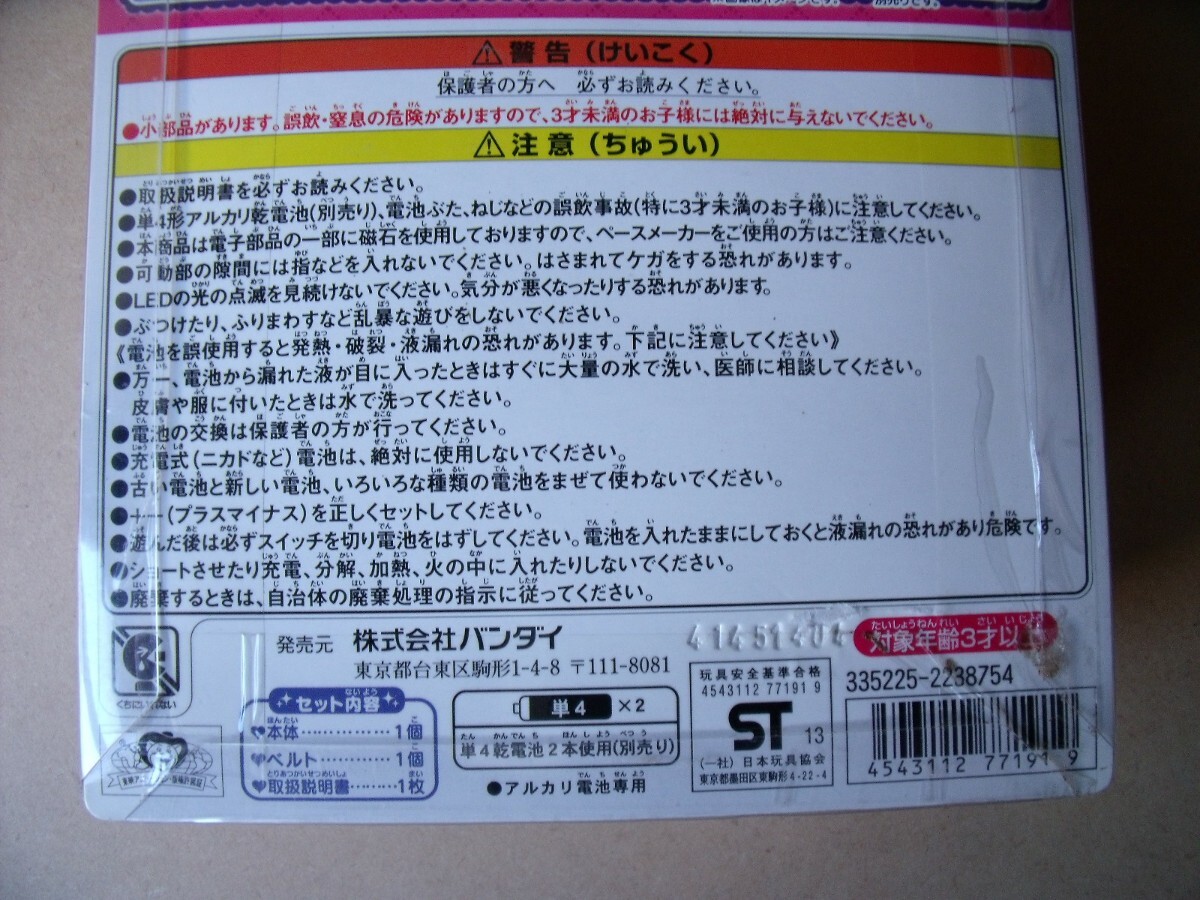 ※画像はイメージです。 別売りです。
⚠警告(けいこく)
保護者の方へ 必ずお読みください。
●小部品があります。誤飲・窒息の危険がありますので、3才未満のお子様には絶対に与えないでください。
⚠注意(ちゅうい)
●取扱説明書を必ずお読みください。
●単4形アルカリ乾電池(別売り)、電池ぶた、ねじなどの誤飲事故(特に3才未満のお子様)に注意してください。
●本商品は電子部品の一部に磁石を使用しておりますので、ペースメーカーをご使用の方はご注意ください。
●可動部の隙間には指などを入れないでください。はさまれてケガをする恐れがあります。
●LEDの光の点滅を見続けないでください。気分が悪くなったりする恐れがあります。
●ぶつけたり、ふりまわすなど乱暴な遊びをしないでください。
《電池を誤使用すると発熱・破裂・液漏れの恐れがあります。下記に注意してください》
●万一、電池から漏れた液が目に入ったときはすぐに大量の水で洗い、医師に相談してください。
皮膚や服に付いたときは水で洗ってください。
●電池の交換は保護者の方が行ってください。
●充電式(ニカドなど)電池は、絶対に使用しないでください。
●古い電池と新しい電池、いろいろな種類の電池をまぜて使わないでください。
●+-(プラスマイナス)を正しくセットしてください。
●遊んだ後は必ずスイッチを切り電池をはずしてください。電池を入れたままにしておくと液漏れの恐れがあり危険です。
●ショートさせたり充電、分解、加熱、火の中に入れたりしないでください。
●廃棄するときは、自治体の廃棄処理の指示に従ってください。
くちにいれない
発売元 株式会社バンダイ
東京都台東区駒形1-4-8 〒111-8081
41451404
対象年齢3才以上
335225-2238754
セット内容
本体……………1個
ベルト…………1個
取扱説明書………1枚
単4 ×2
単4乾電池2本使用(別売り)
●アルカリ電池専用
玩具安全基準合格
4543112 77191 9
ST 13
(一社)日本玩具協会
東京都墨田区東駒形4-22-4
4543112 771919